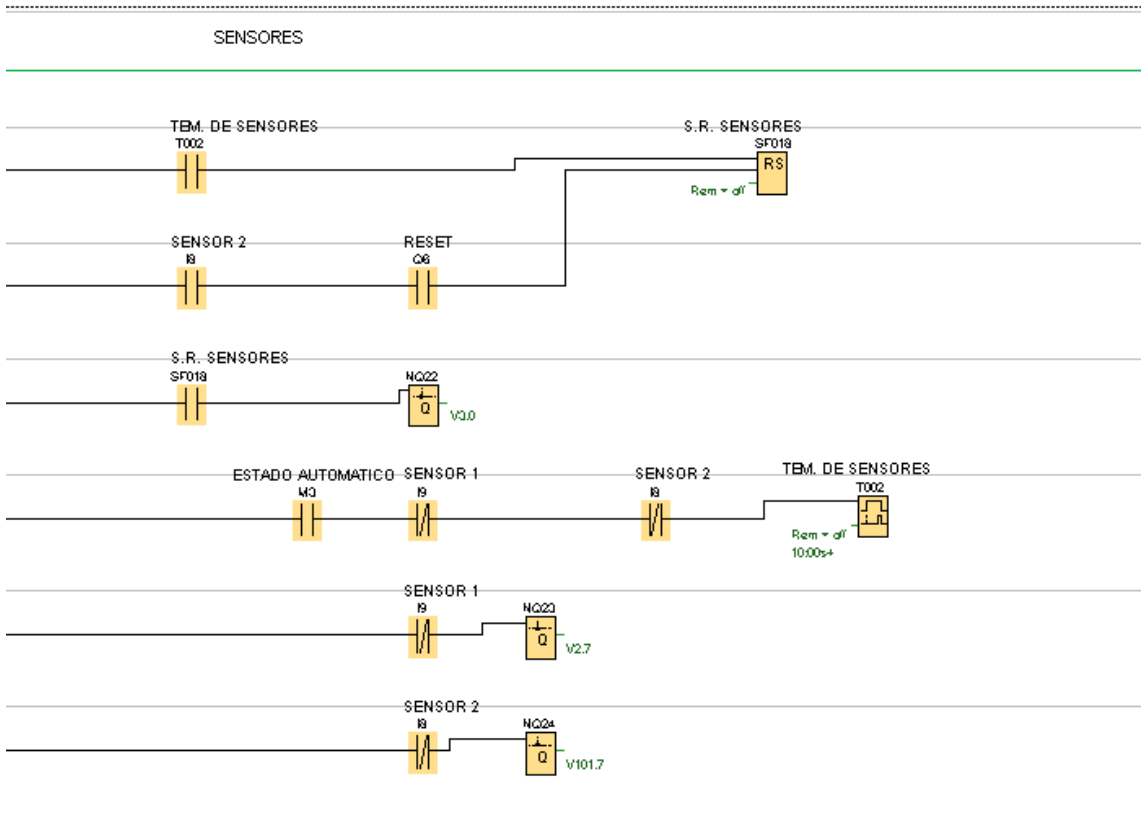 SENSORES
TEM. DE SENSORES
T002
S.R. SENSORES
SF018
RS
Rem = off
SENSOR 2
I8
RESET
Q6
S.R. SENSORES
SF018
NQ22
Q
V3.0
ESTADO AUTOMATICO
M3
SENSOR 1
I9
SENSOR 2
I8
TEM. DE SENSORES
T002
Rem = off
10:00s+
SENSOR 1
I9
NQ23
Q
V2.7
SENSOR 2
I8
NQ24
Q
V101.7